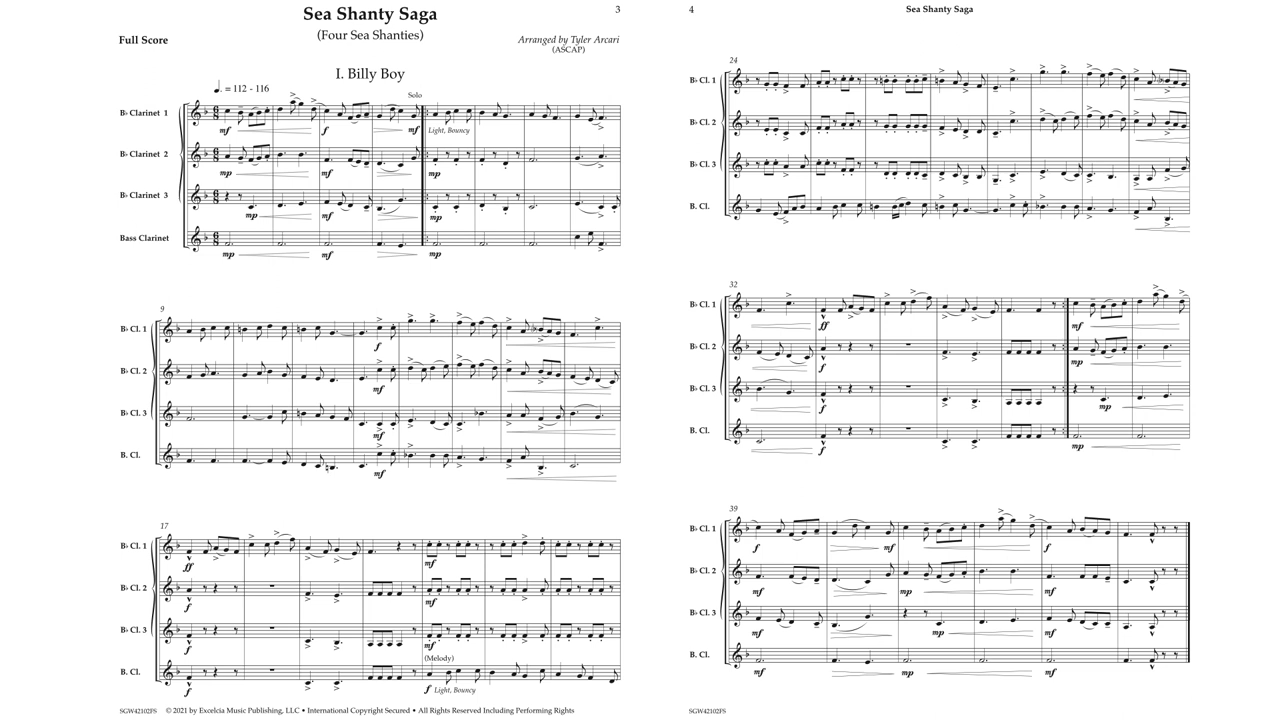 Sea Shanty Saga
3
(Four Sea Shanties)
Full Score
Arranged by Tyler Arcari
(ASCAP)
I. Billy Boy
= 112 - 116
Solo
B♭ Clarinet 1
mf f mf Light, Bouncy
B♭ Clarinet 2
mp mf mp
B♭ Clarinet 3
mp mf mp
Bass Clarinet
mp mf mp
9
B♭ Cl. 1
f
B♭ Cl. 2
mf
B♭ Cl. 3
mf
B. Cl.
mf
17
B♭ Cl. 1
ff mf
B♭ Cl. 2
f mf
B♭ Cl. 3
f mf
(Melody)
B. Cl.
f f Light, Bouncy
SGW42102FS © 2021 by Excelcia Music Publishing, LLC • International Copyright Secured • All Rights Reserved Including Performing Rights
4
Sea Shanty Saga
24
B♭ Cl. 1
B♭ Cl. 2
B♭ Cl. 3
B. Cl.
32
B♭ Cl. 1
ff mf
B♭ Cl. 2
f mp
B♭ Cl. 3
f mp
B. Cl.
f mp
39
B♭ Cl. 1
f mf f
B♭ Cl. 2
mf mp mf
B♭ Cl. 3
mf mp mf
B. Cl.
mf mp mf
SGW42102FS